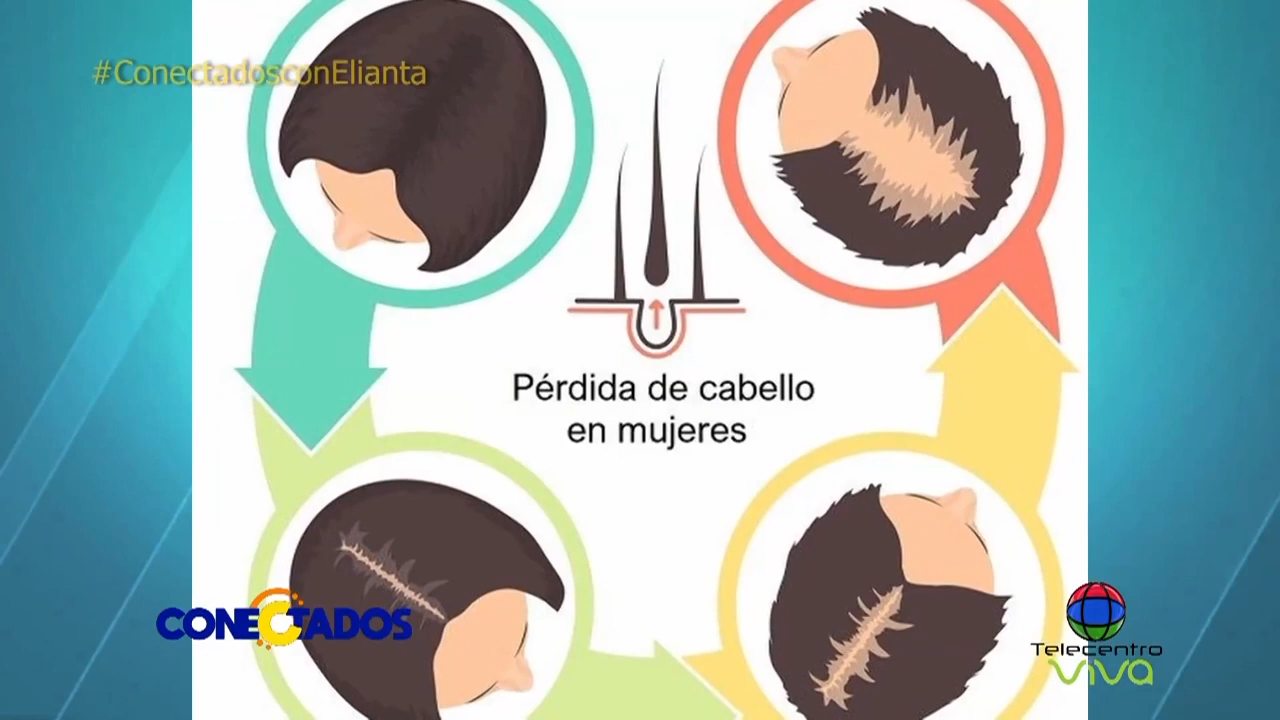 #ConectadosconElianta
Pérdida de cabello
en mujeres
CONECTADOS
Telecentro
viva